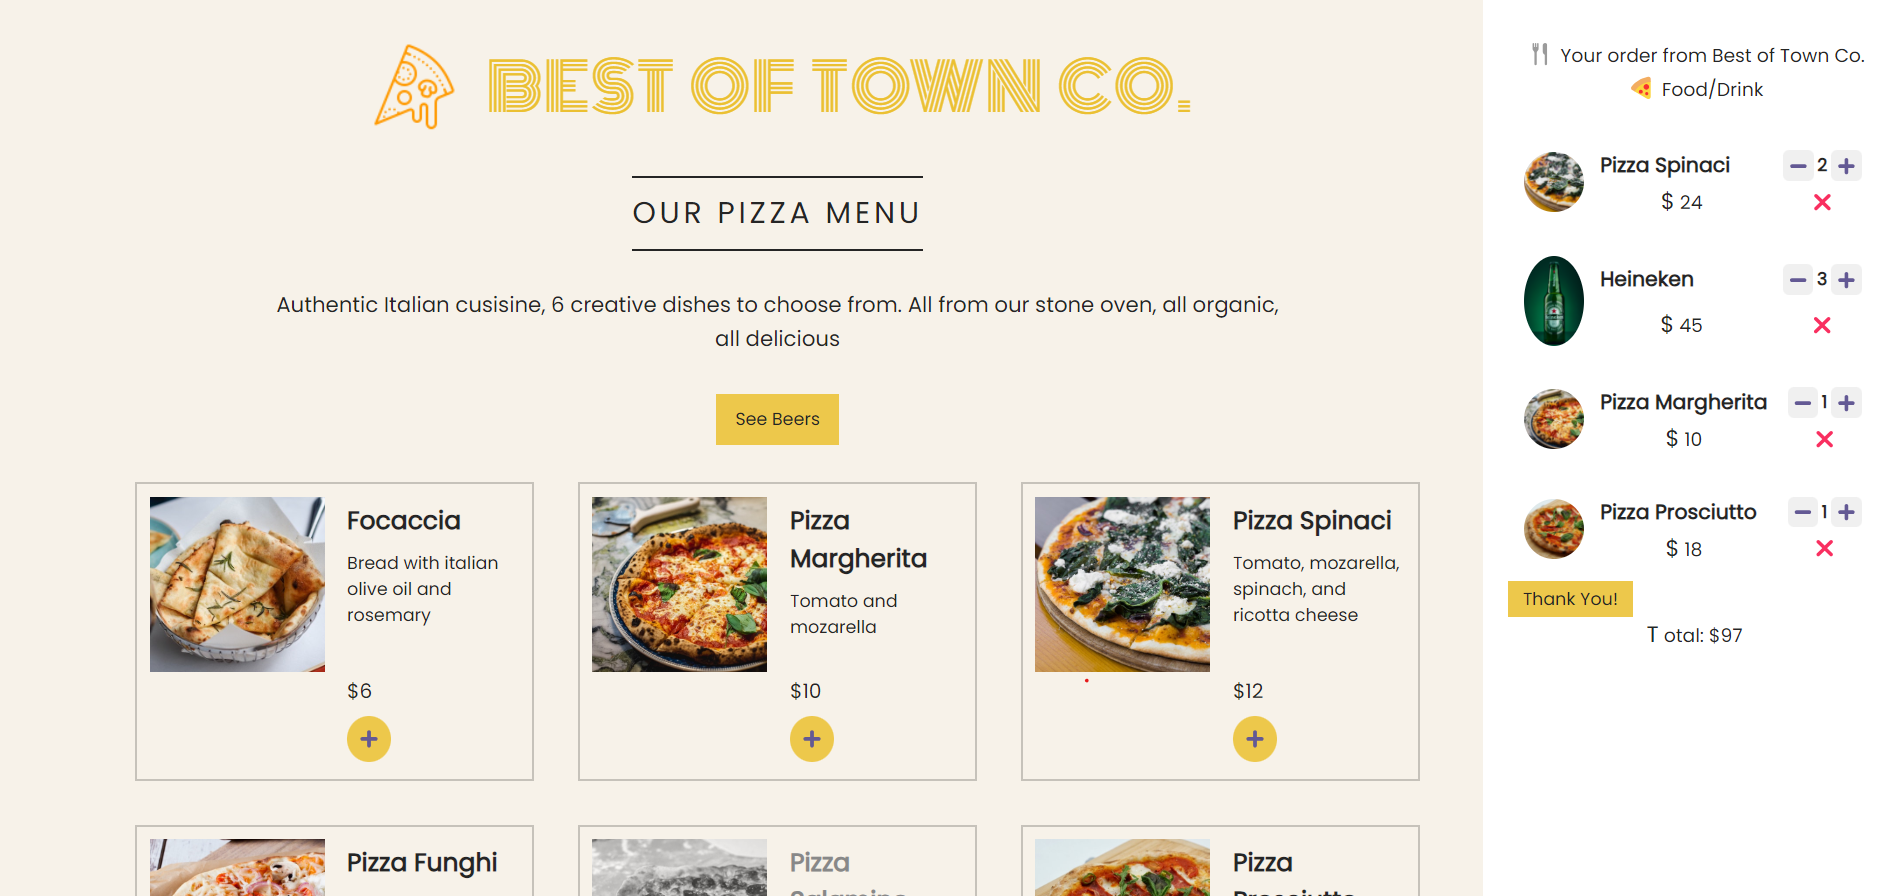 BEST OF TOWN CO.
OUR PIZZA MENU
Authentic Italian cusisine, 6 creative dishes to choose from. All from our stone oven, all organic,
all delicious
See Beers
Focaccia
Bread with italian
olive oil and
rosemary
$6
Pizza
Margherita
Tomato and
mozarella
$10
Pizza Spinaci
Tomato, mozarella,
spinach, and
ricotta cheese
$12
Pizza Funghi
Pizza
Salamino
Pizza
Prosciutto
Your order from Best of Town Co.
Food/Drink
Pizza Spinaci
2
$ 24
Heineken
3
$ 45
Pizza Margherita
1
$ 10
Pizza Prosciutto
1
$ 18
Thank You!
T otal: $97